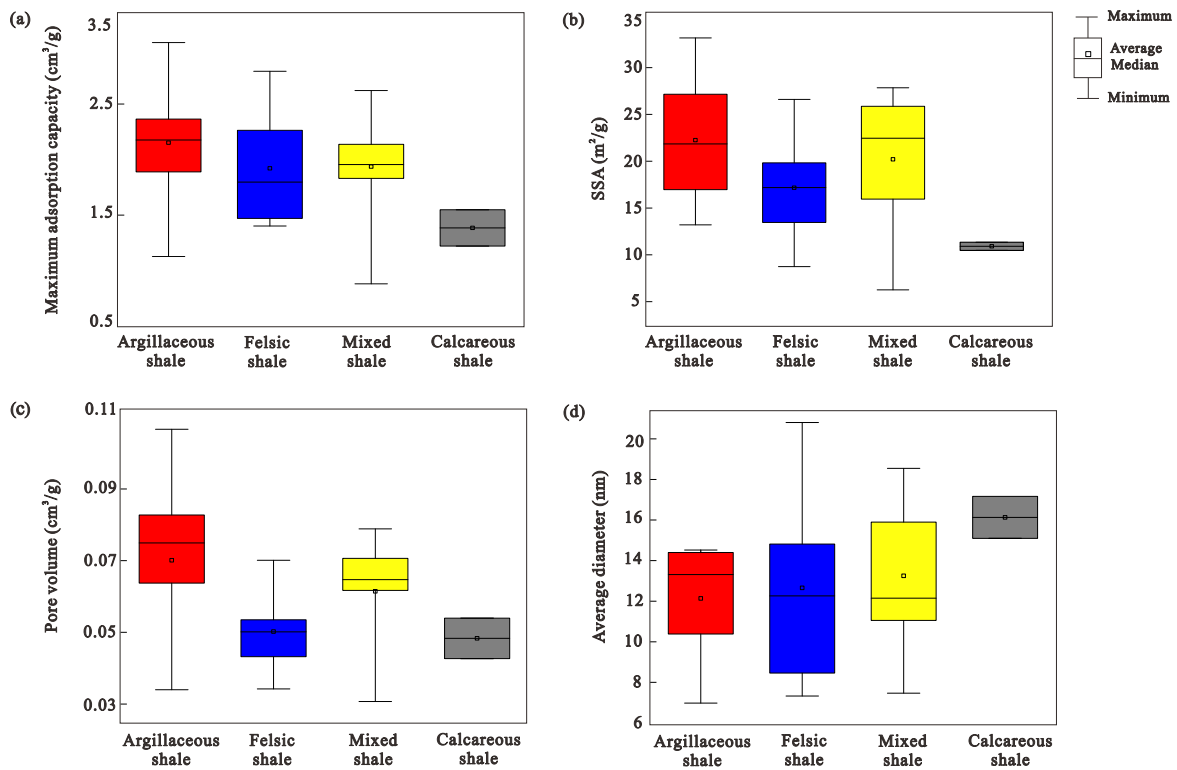 (a)
3.5
2.5
1.5
0.5
Maximum adsorption capacity (cm³/g)
Argillaceous shale
Felsic shale
Mixed shale
Calcareous shale
(b)
35
30
25
20
15
10
5
SSA (m²/g)
Argillaceous shale
Felsic shale
Mixed shale
Calcareous shale
Maximum
Average
Median
Minimum
(c)
0.11
0.09
0.07
0.05
0.03
Pore volume (cm³/g)
Argillaceous shale
Felsic shale
Mixed shale
Calcareous shale
(d)
20
18
16
14
12
10
8
6
Average diameter (nm)
Argillaceous shale
Felsic shale
Mixed shale
Calcareous shale